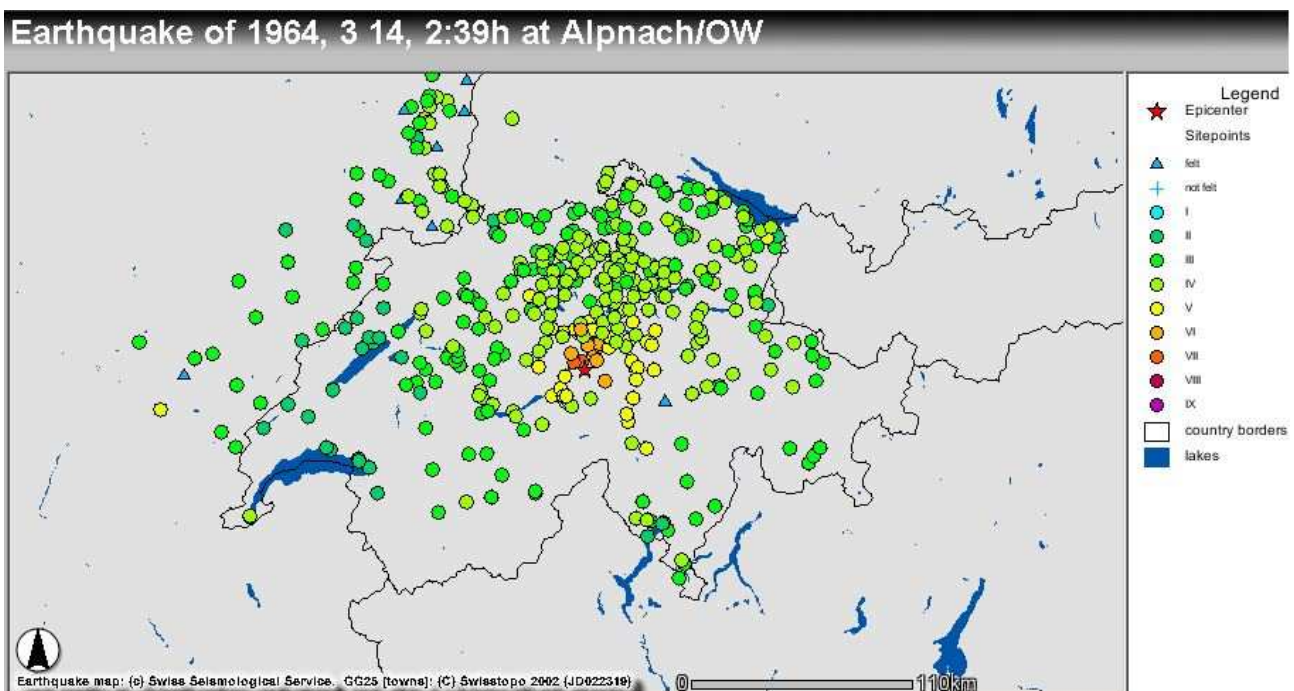 Earthquake of 1964, 3 14, 2:39h at Alpnach/OW
Legend
Epicenter
Sitepoints
felt
not felt
I
II
III
IV
V
VI
VII
VIII
IX
country borders
lakes
Earthquake map: (c) Swiss Seismological Service. GG25 [towns]: (C) Swisstopo 2002 (JD022319)
0 110km